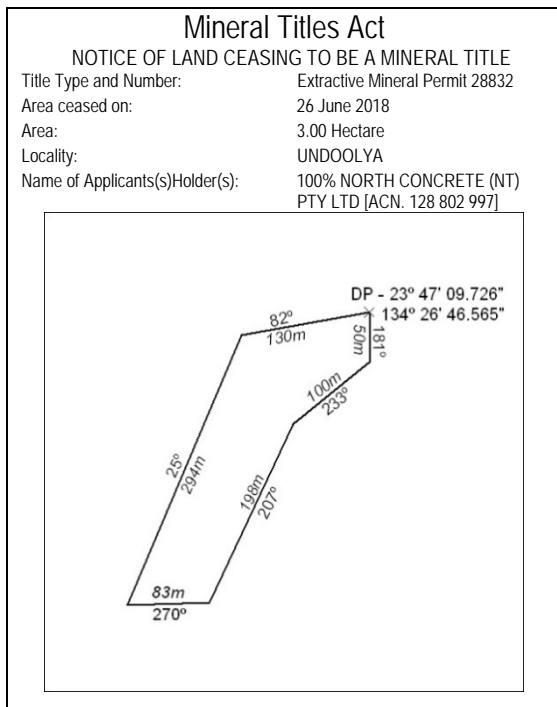 Mineral Titles Act
NOTICE OF LAND CEASING TO BE A MINERAL TITLE
Title Type and Number: Extractive Mineral Permit 28832
Area ceased on: 26 June 2018
Area: 3.00 Hectare
Locality: UNDOOLYA
Name of Applicants(s)Holder(s): 100% NORTH CONCRETE (NT)
PTY LTD [ACN. 128 802 997]
DP - 23º 47' 09.726"
134º 26' 46.565"
82º
130m
181º
50m
100m
233º
25º
294m
198m
207º
83m
270º